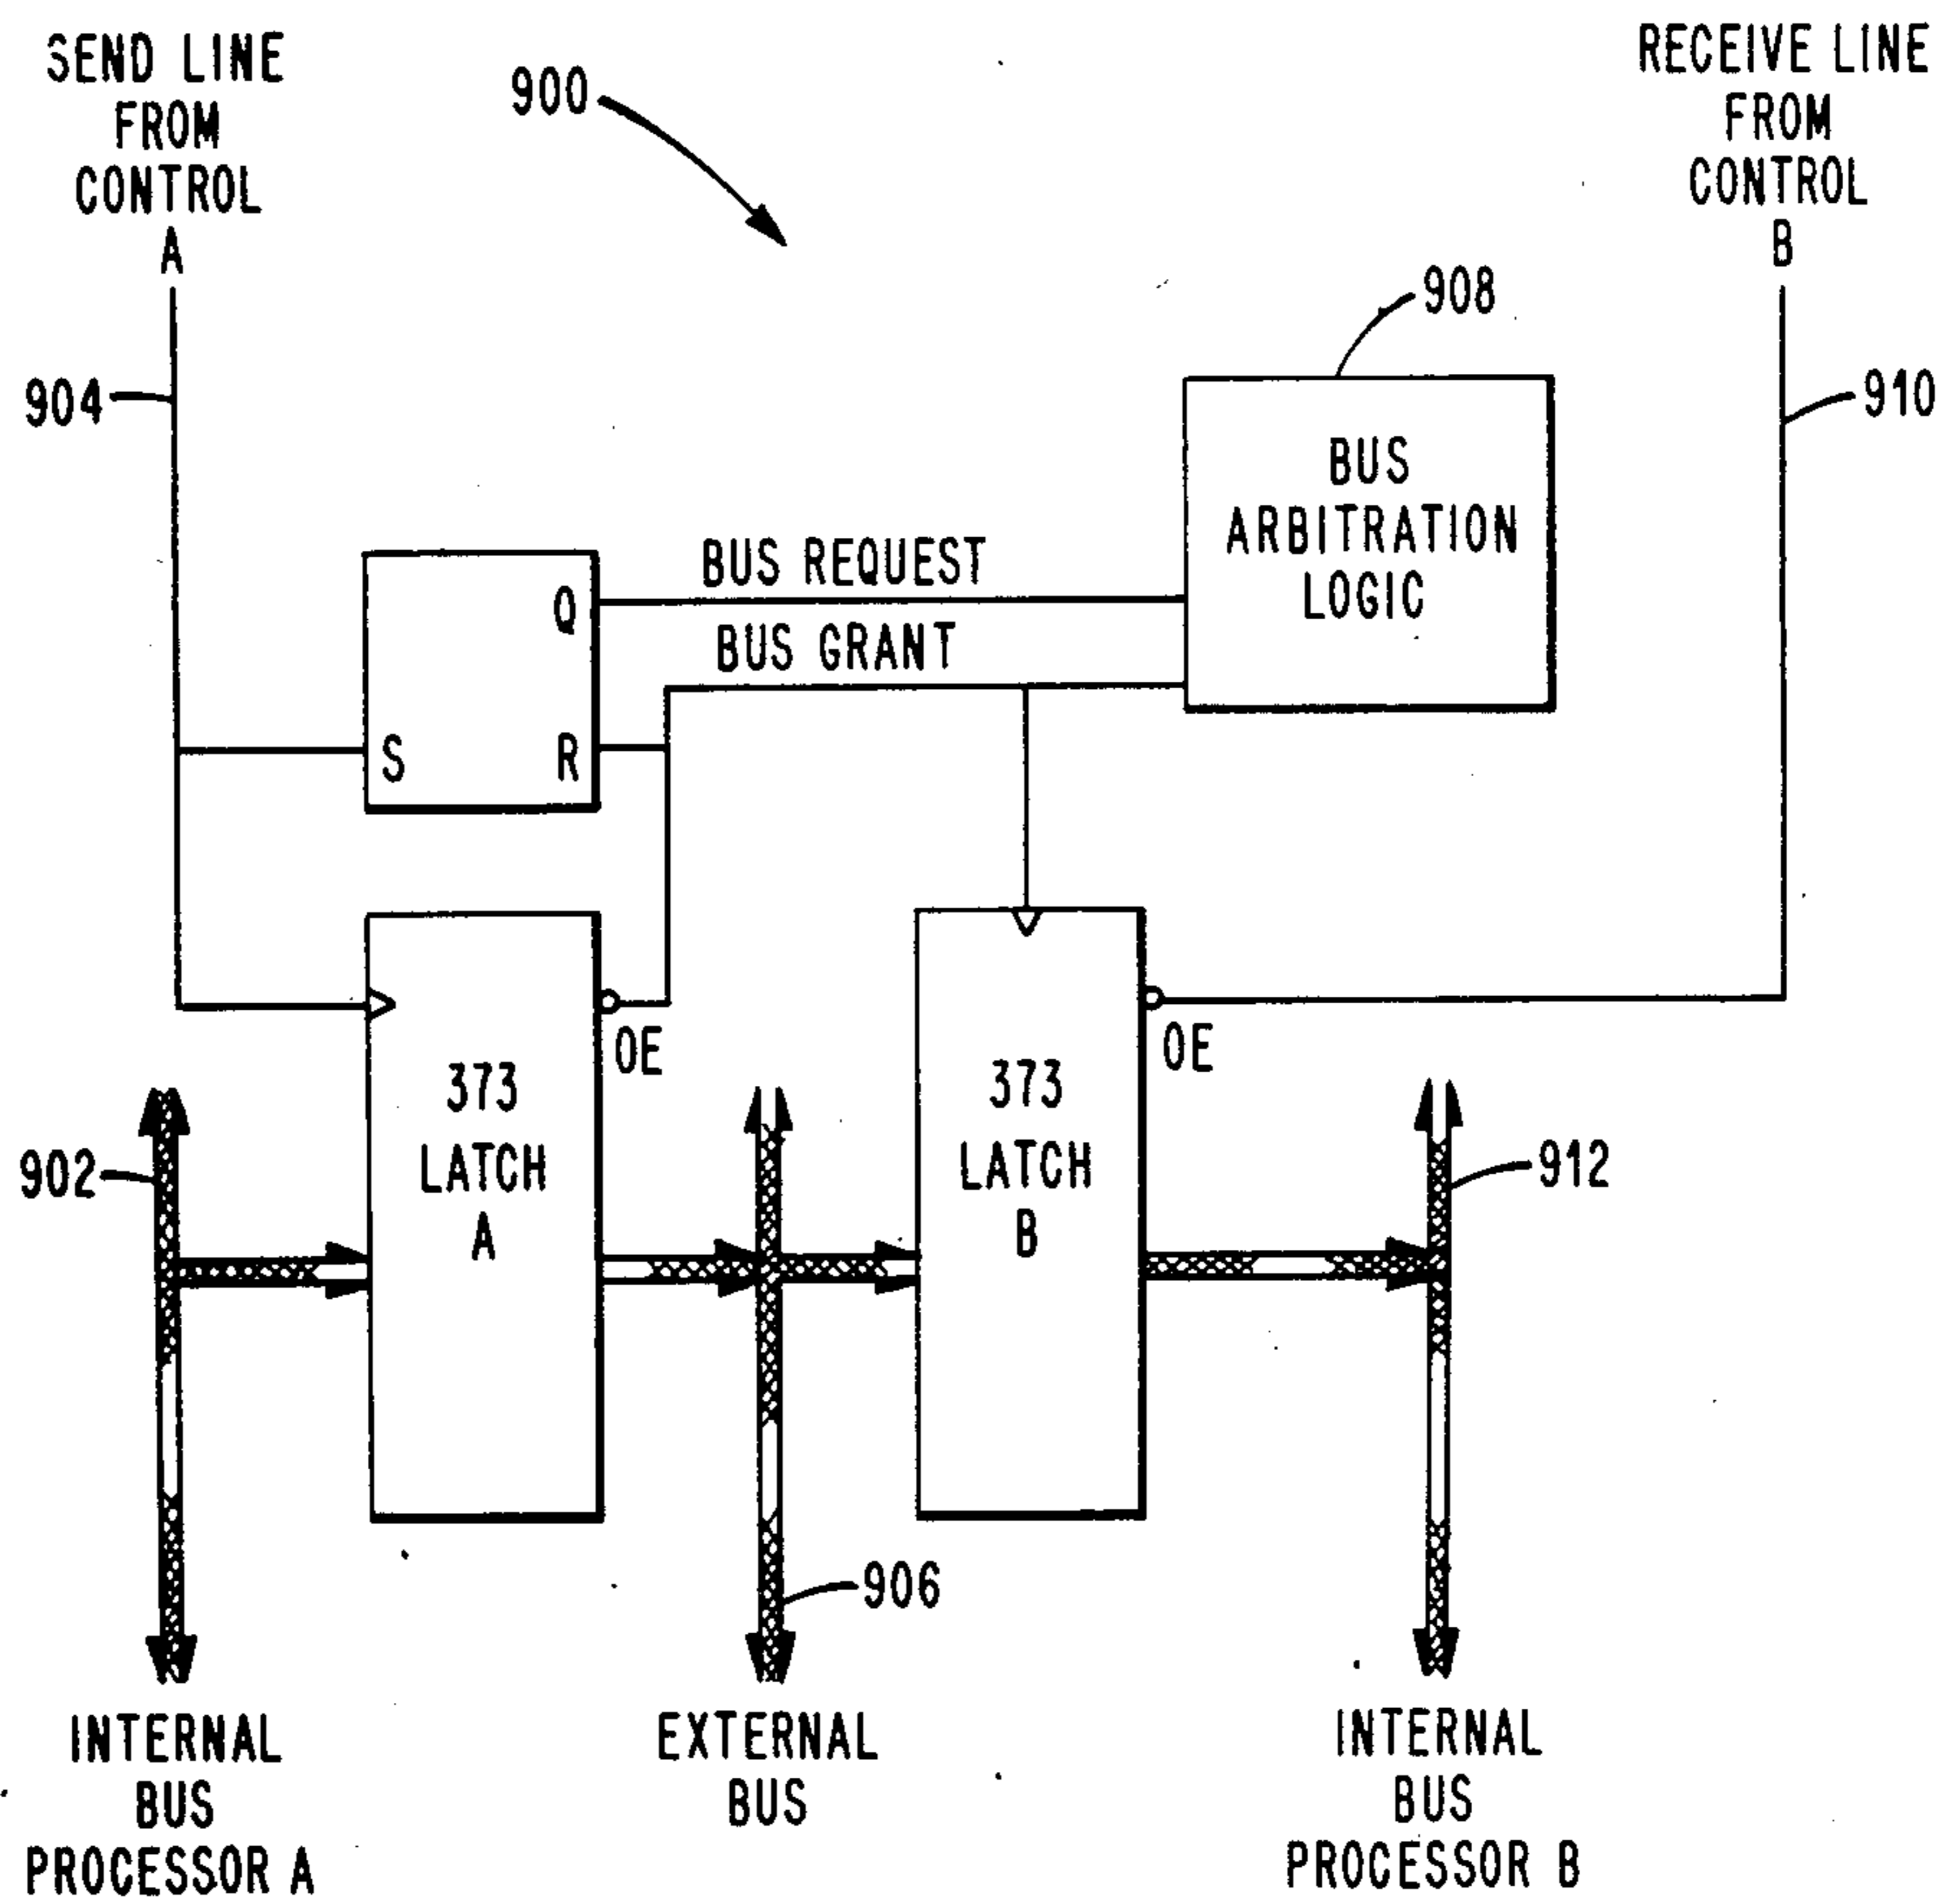 SEND LINE
FROM
CONTROL
A
900
RECEIVE LINE
FROM
CONTROL
B
908
904
910
BUS
ARBITRATION
LOGIC
BUS REQUEST
Q
BUS GRANT
S
R
OE
OE
373
LATCH
A
373
LATCH
B
902
912
906
INTERNAL
BUS
PROCESSOR A
EXTERNAL
BUS
INTERNAL
BUS
PROCESSOR B